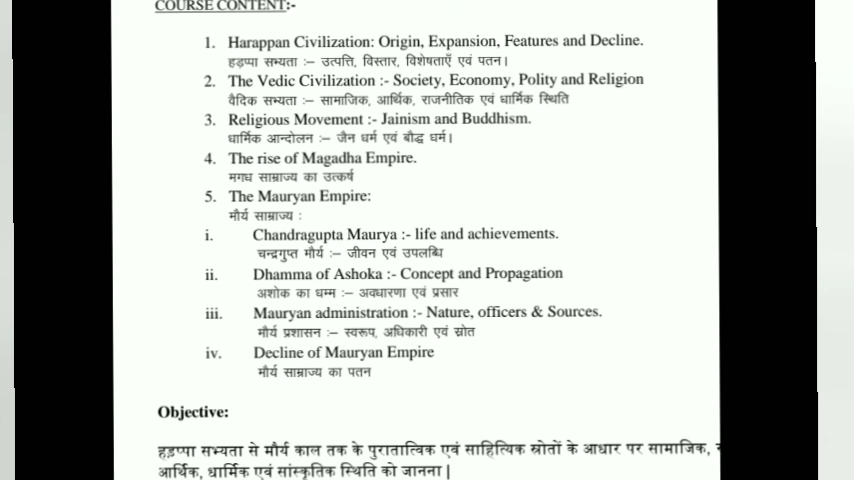 COURSE CONTENT:-
1. Harappan Civilization: Origin, Expansion, Features and Decline.
हड़प्पा सभ्यता :– उत्पत्ति, विस्तार, विशेषताएँ एवं पतन।
2. The Vedic Civilization :- Society, Economy, Polity and Religion
वैदिक सभ्यता :– सामाजिक, आर्थिक, राजनीतिक एवं धार्मिक स्थिति
3. Religious Movement :- Jainism and Buddhism.
धार्मिक आन्दोलन :– जैन धर्म एवं बौद्ध धर्म।
4. The rise of Magadha Empire.
मगध साम्राज्य का उत्कर्ष
5. The Mauryan Empire:
मौर्य साम्राज्य :
i. Chandragupta Maurya :- life and achievements.
चन्द्रगुप्त मौर्य :– जीवन एवं उपलब्धि
ii. Dhamma of Ashoka :- Concept and Propagation
अशोक का धम्म :– अवधारणा एवं प्रसार
iii. Mauryan administration :- Nature, officers & Sources.
मौर्य प्रशासन :– स्वरूप, अधिकारी एवं स्रोत
iv. Decline of Mauryan Empire
मौर्य साम्राज्य का पतन
Objective:
हड़प्पा सभ्यता से मौर्य काल तक के पुरातात्विक एवं साहित्यिक स्रोतों के आधार पर सामाजिक,
आर्थिक, धार्मिक एवं सांस्कृतिक स्थिति को जानना |